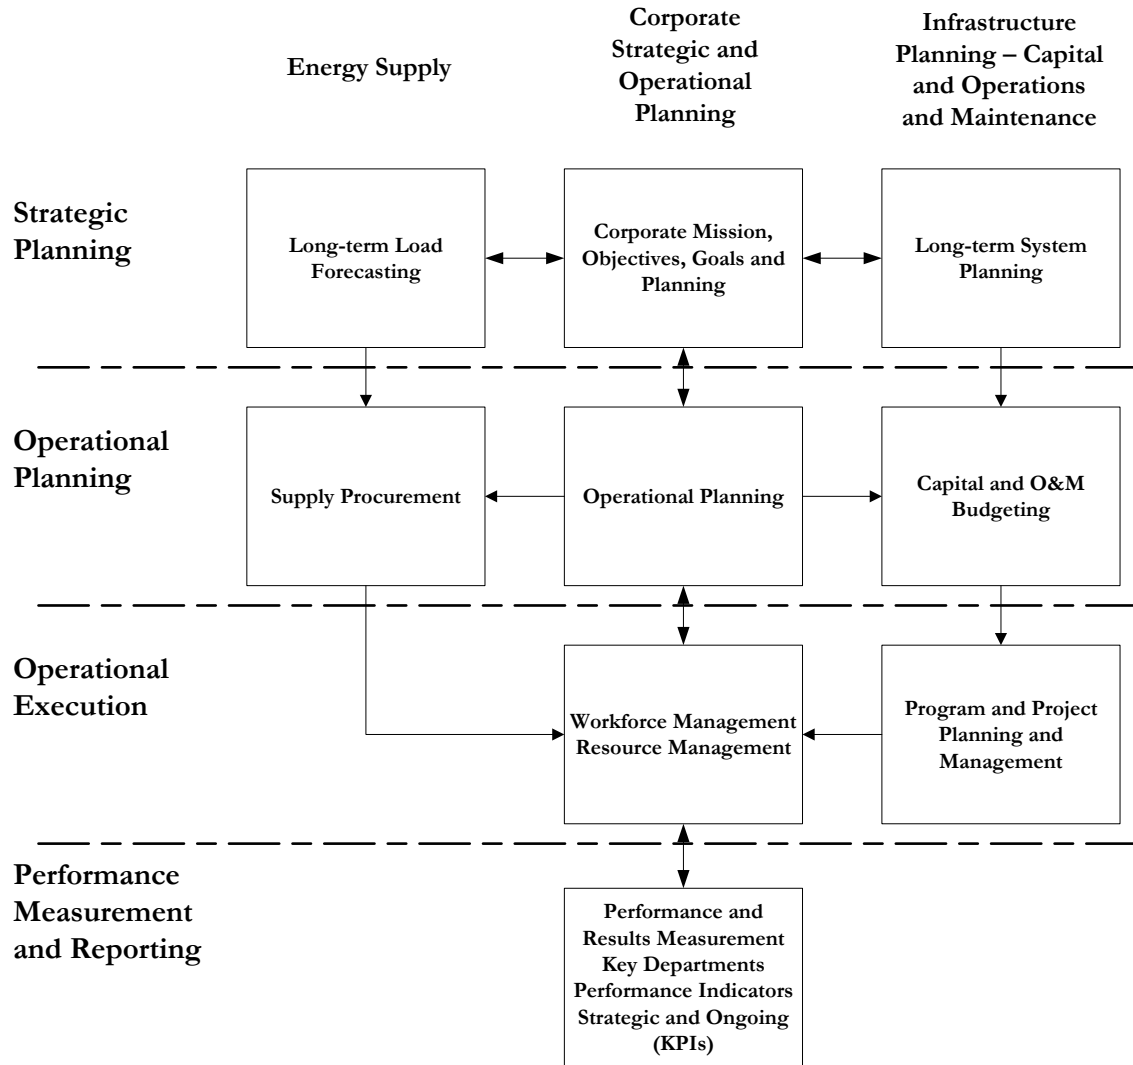 Energy Supply
Corporate
Strategic and
Operational
Planning
Infrastructure
Planning – Capital
and Operations
and Maintenance
Strategic
Planning
Long-term Load
Forecasting
Corporate Mission,
Objectives, Goals and
Planning
Long-term System
Planning
Operational
Planning
Supply Procurement
Operational Planning
Capital and O&M
Budgeting
Operational
Execution
Workforce Management
Resource Management
Program and Project
Planning and
Management
Performance
Measurement
and Reporting
Performance and
Results Measurement
Key Departments
Performance Indicators
Strategic and Ongoing
(KPIs)